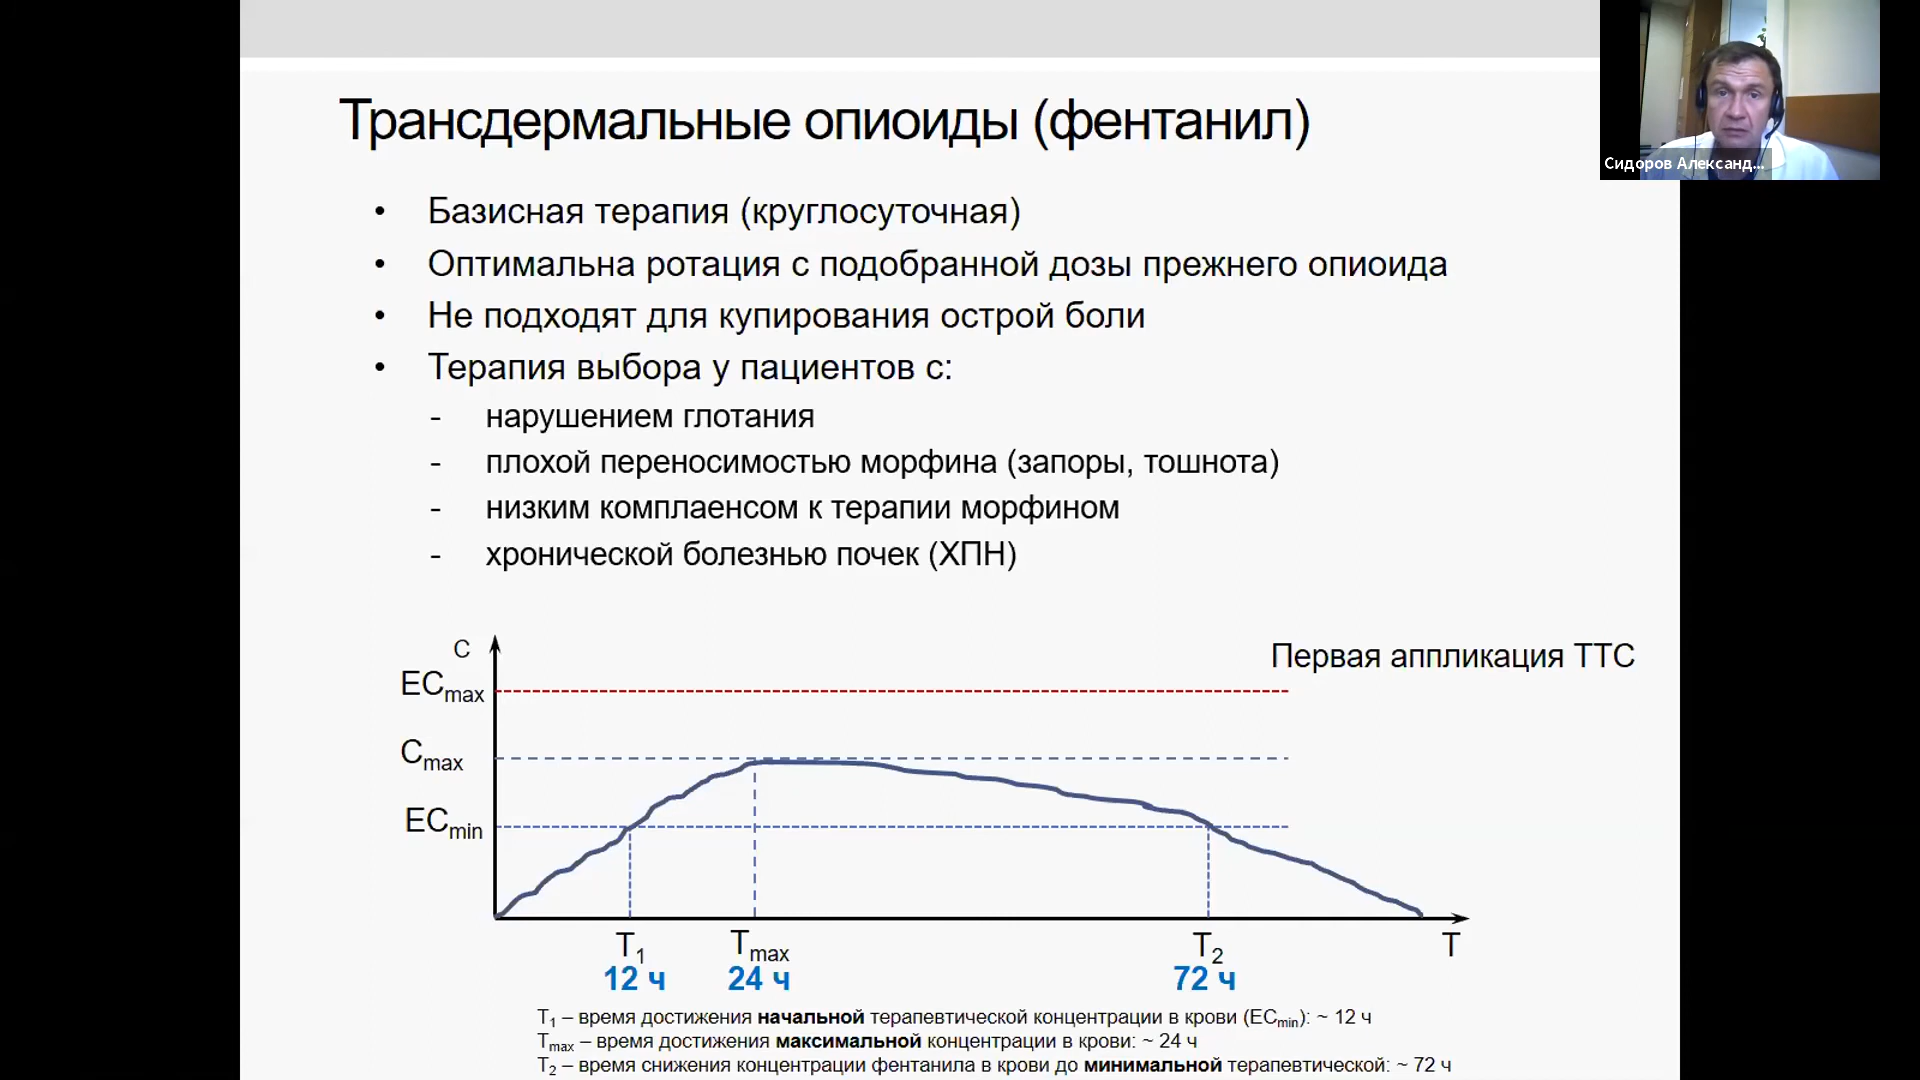 Трансдермальные опиоиды (фентанил)
Сидоров Александ...
• Базисная терапия (круглосуточная)
• Оптимальна ротация с подобранной дозы прежнего опиоида
• Не подходят для купирования острой боли
• Терапия выбора у пациентов с:
- нарушением глотания
- плохой переносимостью морфина (запоры, тошнота)
- низким комплаенсом к терапии морфином
- хронической болезнью почек (ХПН)
Первая аппликация ТТС
C
ECmax
Cmax
ECmin
T1
Tmax
T2
T
12 ч
24 ч
72 ч
T1 – время достижения начальной терапевтической концентрации в крови (ECmin): ~ 12 ч
Tmax – время достижения максимальной концентрации в крови: ~ 24 ч
T2 – время снижения концентрации фентанила в крови до минимальной терапевтической: ~ 72 ч